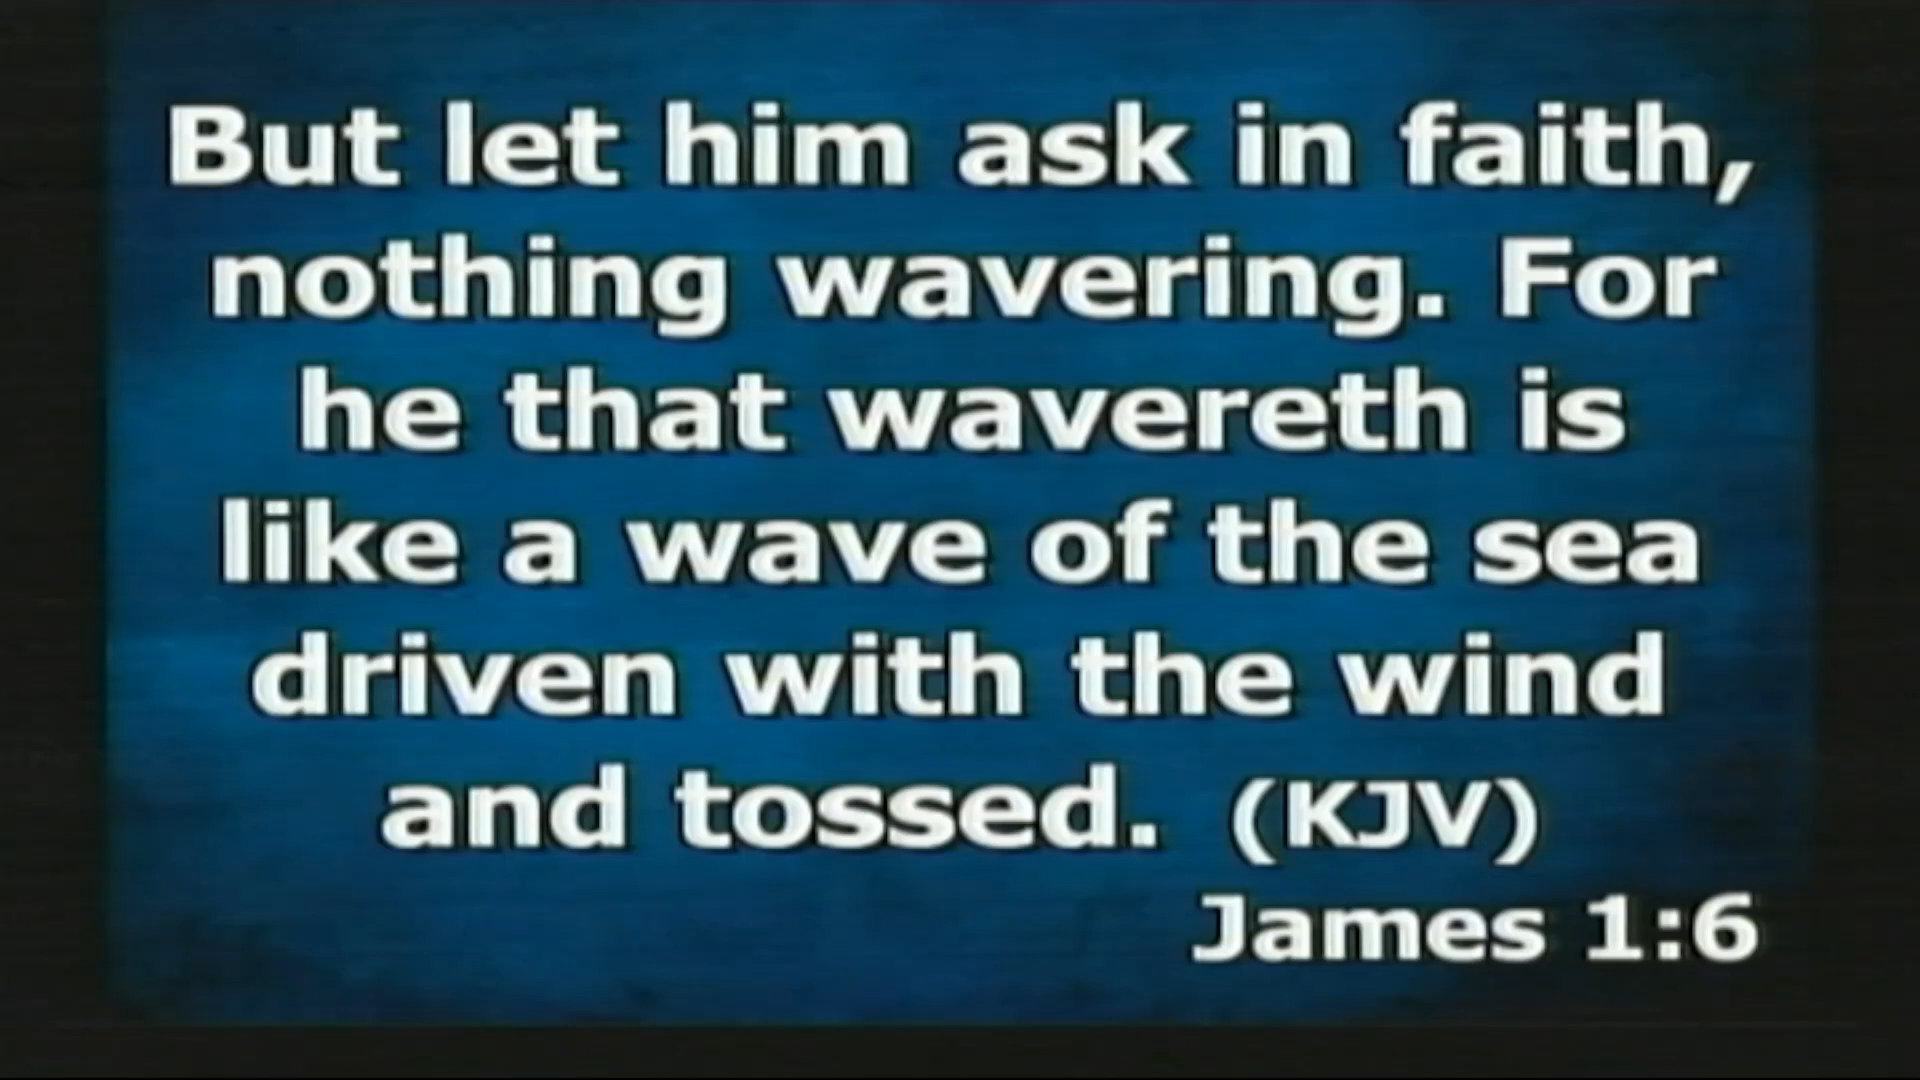 But let him ask in faith,
nothing wavering. For
he that wavereth is
like a wave of the sea
driven with the wind
and tossed. (KJV)
James 1:6